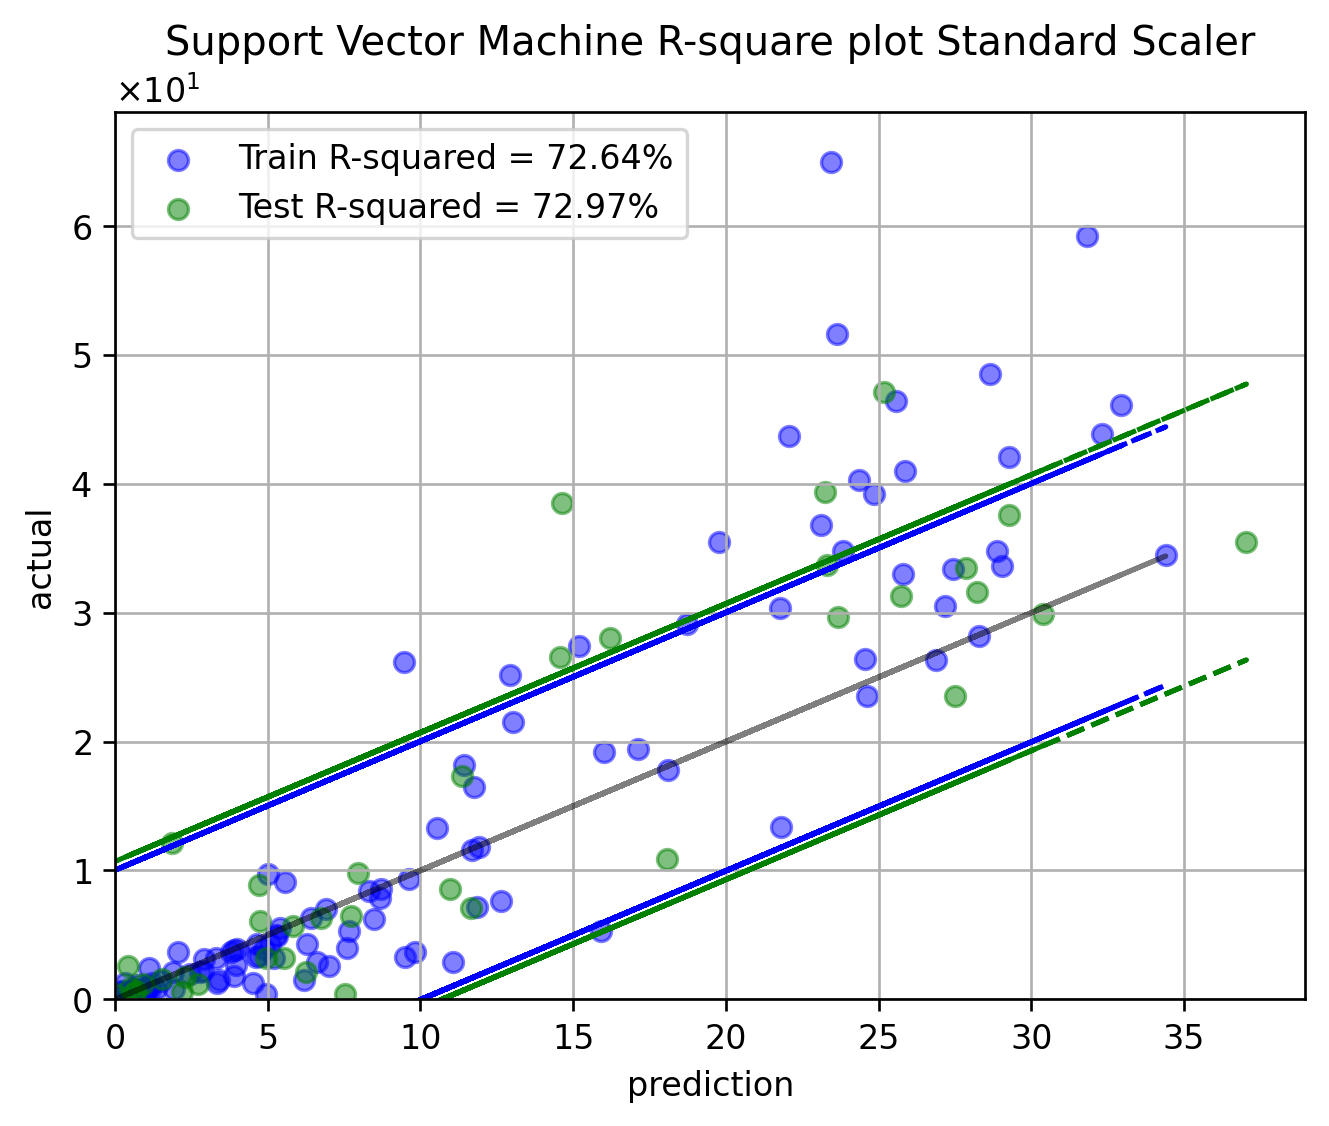 Support Vector Machine R-square plot Standard Scaler
×10¹
Train R-squared = 72.64%
Test R-squared = 72.97%
6
5
4
3
2
1
0
0 5 10 15 20 25 30 35
actual
prediction